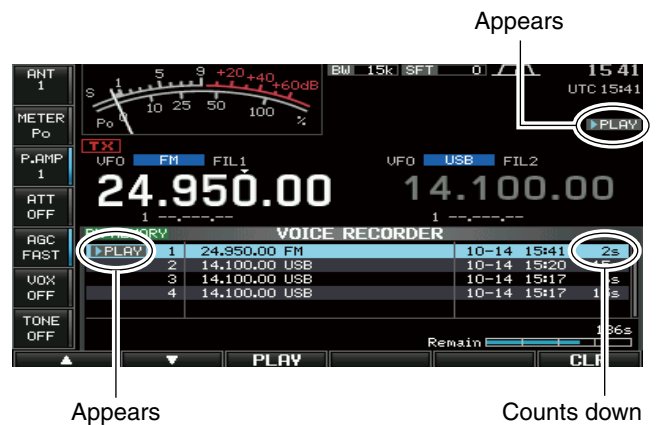 Appears
ANT 1
METER Po
P.AMP 1
ATT OFF
AGC FAST
VOX OFF
TONE OFF
S 1 5 9 +20 +40 +60dB
Po 10 25 50 100 %
BW 15k SFT 0
15 41
UTC 15:41
▶PLAY
TX
VFO FM FIL1
VFO USB FIL2
24.950.00
14.100.00
1 --.---.--
1 --.---.--
VOICE RECORDER
▶PLAY 1 24.950.00 FM 10-14 15:41 2s
2 14.100.00 USB 10-14 15:20
3 14.100.00 USB 10-14 15:17
4 14.100.00 USB 10-14 15:17
Remain
▲ ▼ PLAY
Appears
Counts down